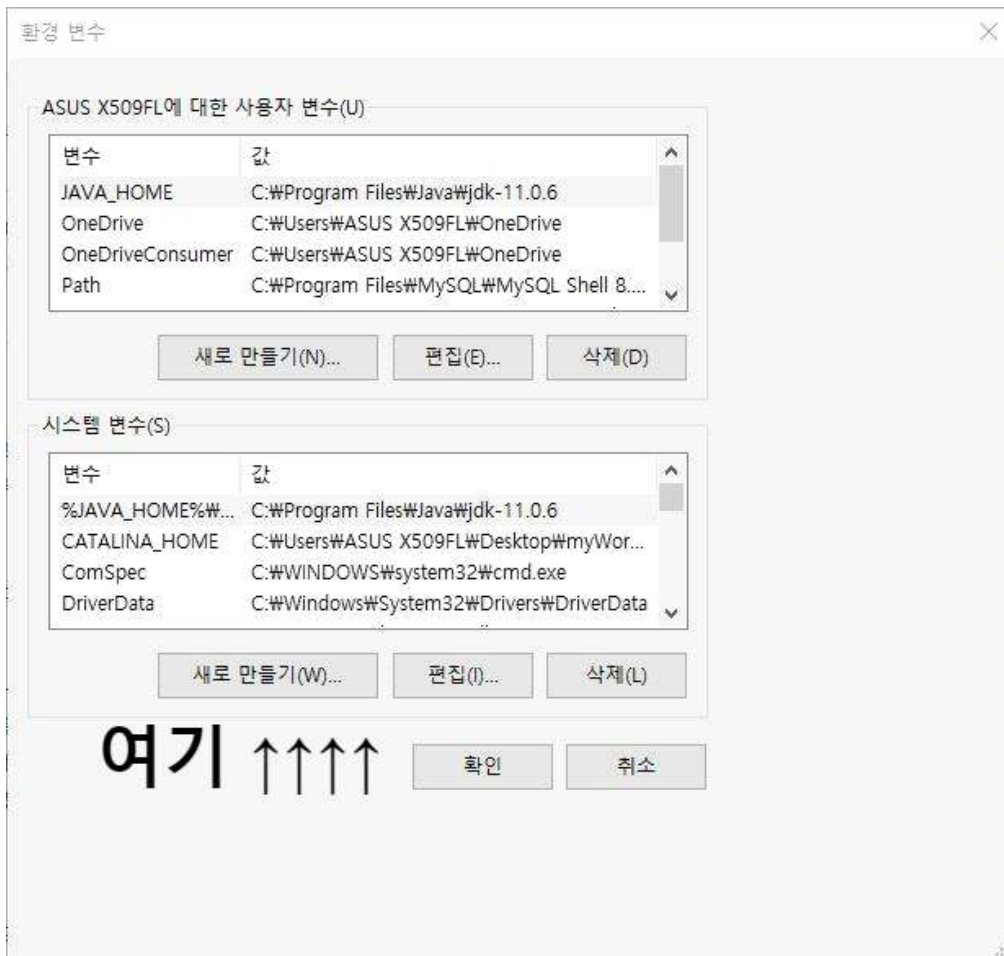 환경 변수
ASUS X509FL에 대한 사용자 변수(U)
변수 값
JAVA_HOME C:₩Program Files₩Java₩jdk-11.0.6
OneDrive C:₩Users₩ASUS X509FL₩OneDrive
OneDriveConsumer C:₩Users₩ASUS X509FL₩OneDrive
Path C:₩Program Files₩MySQL₩MySQL Shell 8....
새로 만들기(N)... 편집(E)... 삭제(D)
시스템 변수(S)
변수 값
%JAVA_HOME%₩... C:₩Program Files₩Java₩jdk-11.0.6
CATALINA_HOME C:₩Users₩ASUS X509FL₩Desktop₩myWor...
ComSpec C:₩WINDOWS₩system32₩cmd.exe
DriverData C:₩Windows₩System32₩Drivers₩DriverData
새로 만들기(W)... 편집(I)... 삭제(L)
여기 ↑↑↑↑ 확인 취소